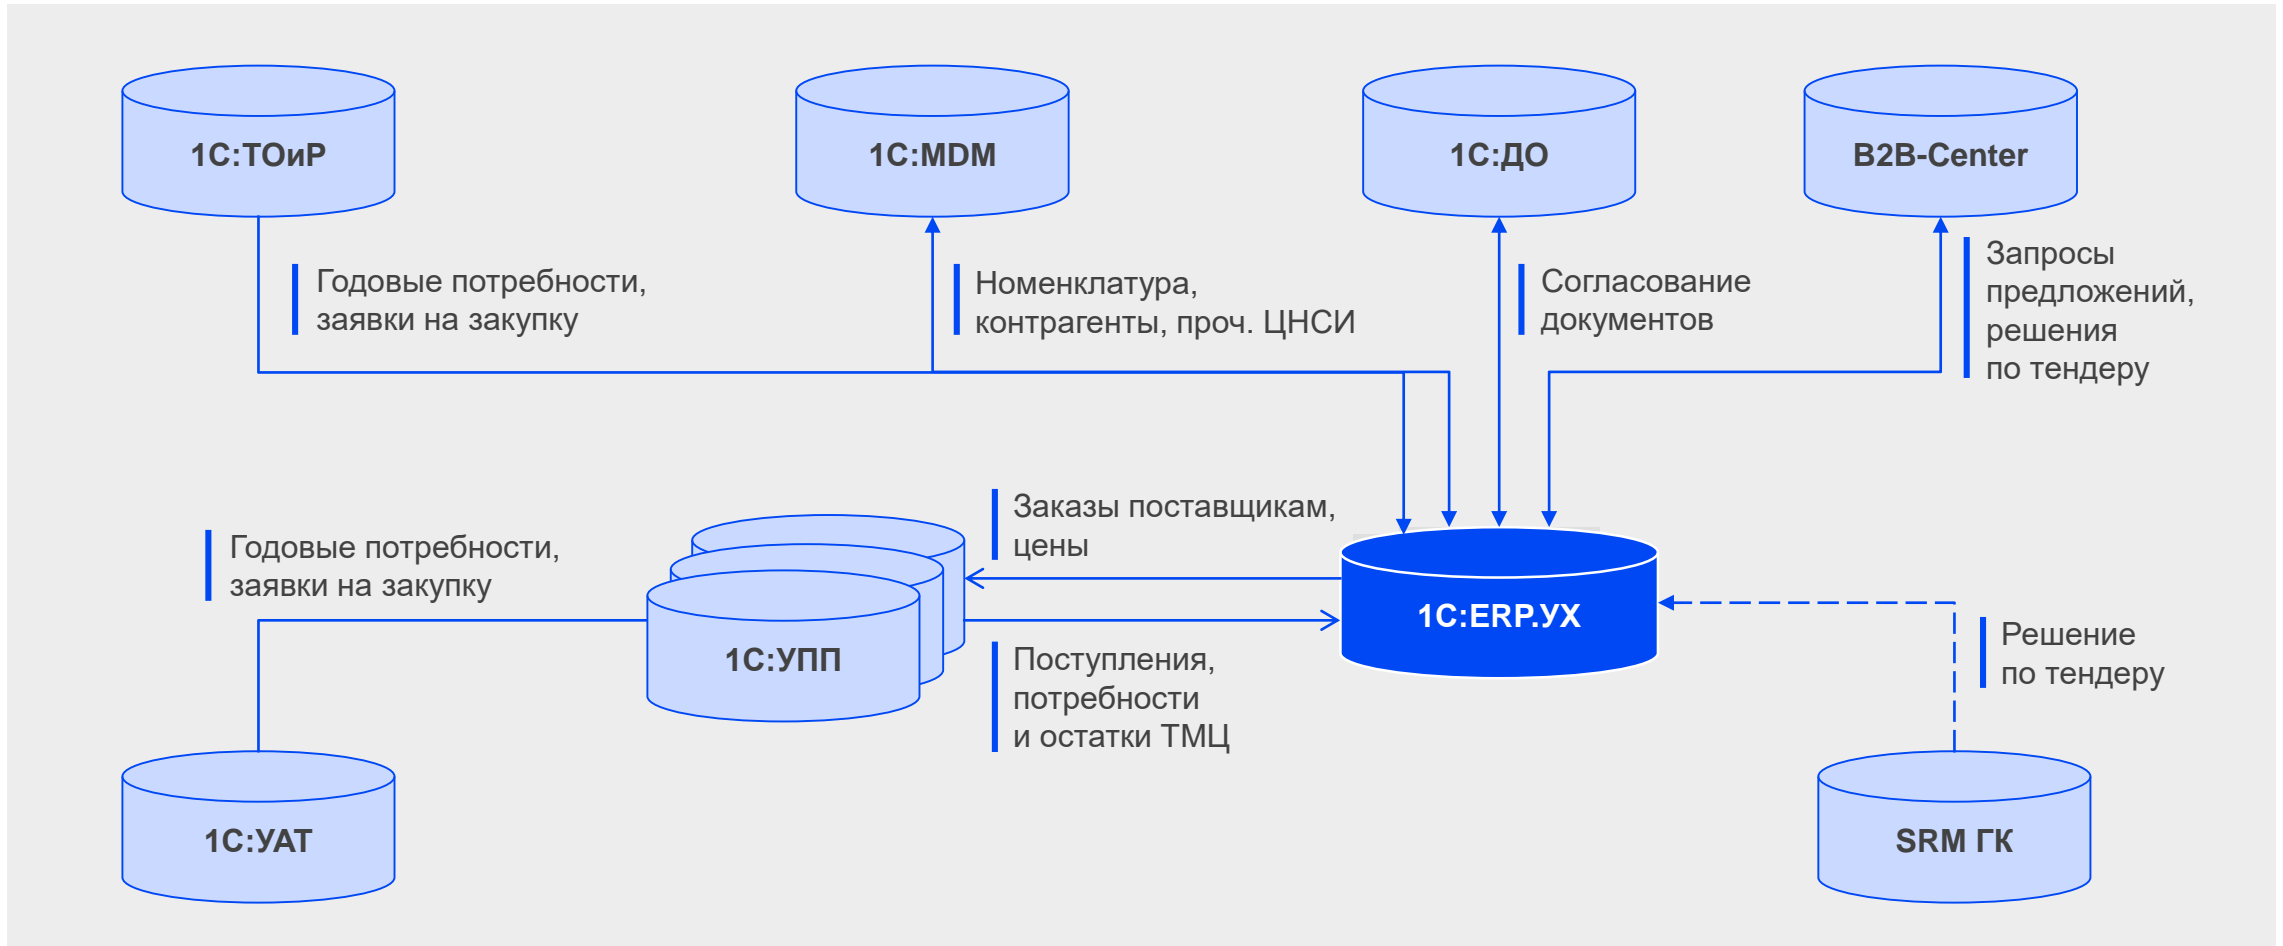 1С:ТОиР
1С:MDM
1С:ДО
B2B-Center
Годовые потребности,
заявки на закупку
Номенклатура,
контрагенты, проч. ЦНСИ
Согласование
документов
Запросы
предложений,
решения
по тендеру
Годовые потребности,
заявки на закупку
Заказы поставщикам,
цены
1С:УПП
1С:ERP.УХ
Поступления,
потребности
и остатки ТМЦ
Решение
по тендеру
1С:УАТ
SRM ГК